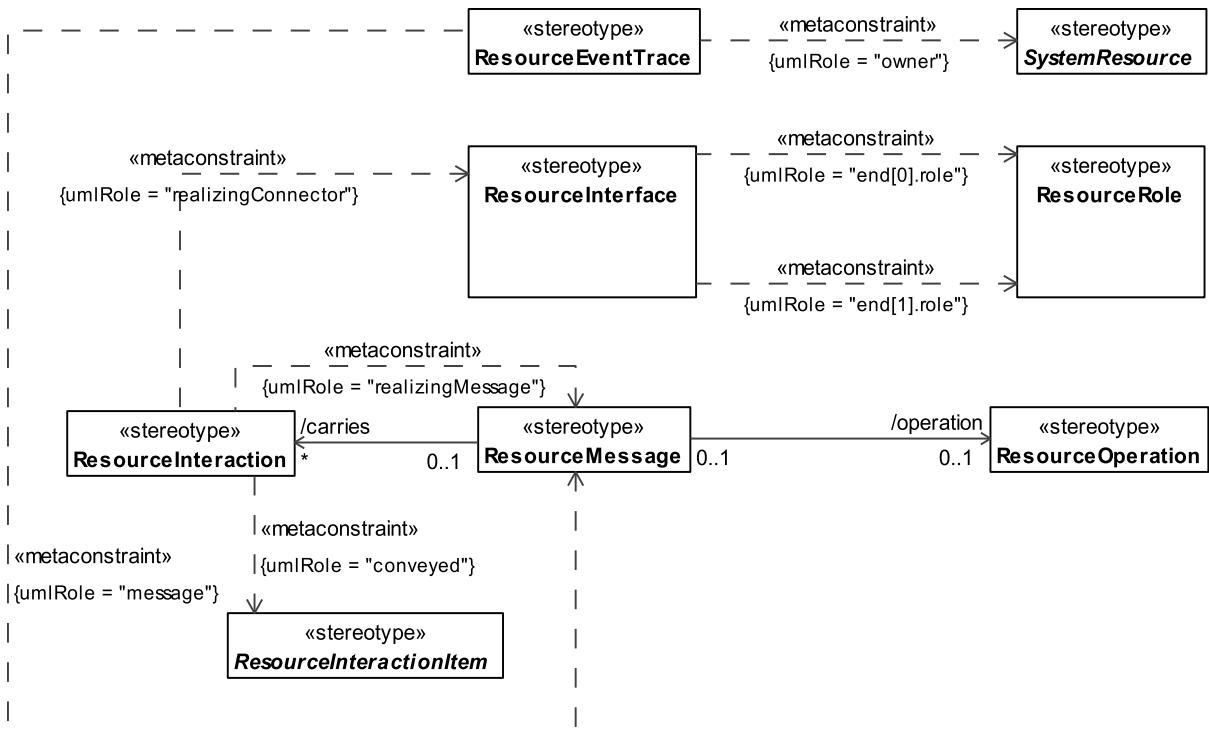 «stereotype»
ResourceEventTrace
«metaconstraint»
{umlRole = "owner"}
«stereotype»
SystemResource
«metaconstraint»
{umlRole = "realizingConnector"}
«stereotype»
ResourceInterface
«metaconstraint»
{umlRole = "end[0].role"}
«metaconstraint»
{umlRole = "end[1].role"}
«stereotype»
ResourceRole
«metaconstraint»
{umlRole = "realizingMessage"}
«stereotype»
ResourceInteraction
/carries
*
0..1
«stereotype»
ResourceMessage
0..1
/operation
0..1
«stereotype»
ResourceOperation
«metaconstraint»
{umlRole = "conveyed"}
«metaconstraint»
{umlRole = "message"}
«stereotype»
ResourceInteractionItem